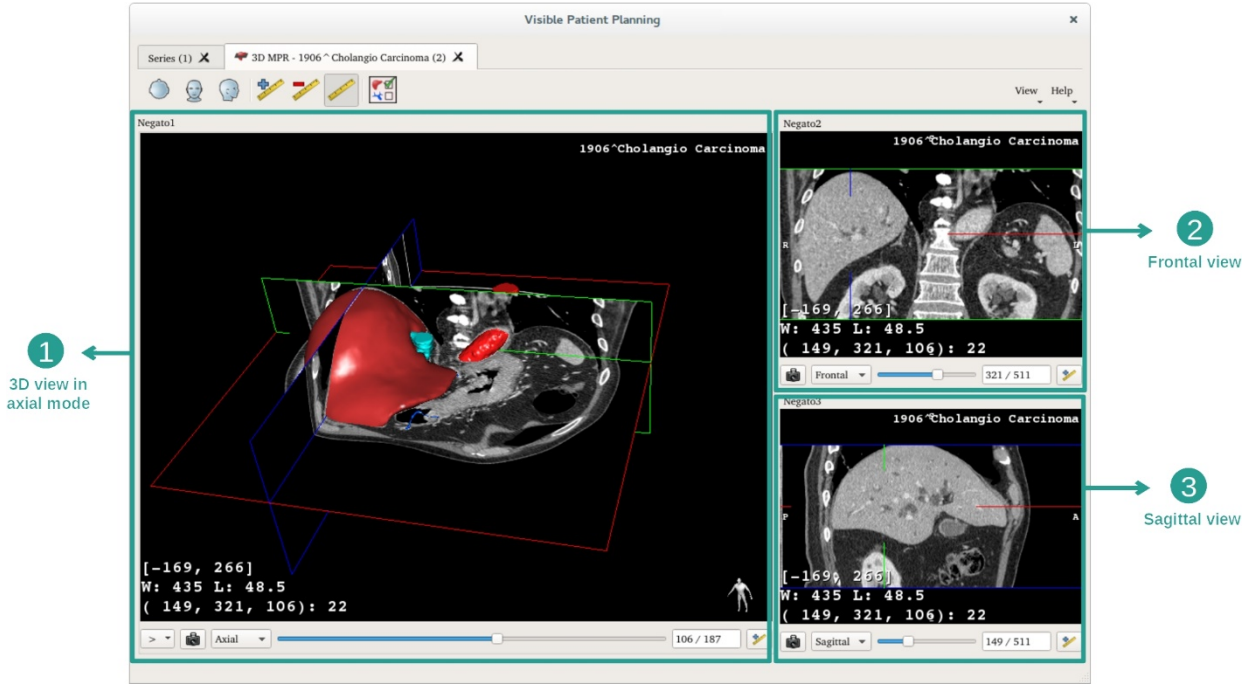 Visible Patient Planning
Series (1)
3D MPR - 1906^Cholangio Carcinoma (2)
View Help
Negato1
1906^Cholangio Carcinoma
[-169, 266]
W: 435 L: 48.5
( 149, 321, 106): 22
>
Axial
106 / 187
Negato2
1906^Cholangio Carcinoma
R
L
[-169, 266]
W: 435 L: 48.5
( 149, 321, 106): 22
Frontal
321 / 511
Negato3
1906^Cholangio Carcinoma
P
A
[-169, 266]
W: 435 L: 48.5
( 149, 321, 106): 22
Sagittal
149 / 511
1
3D view in
axial mode
2
Frontal view
3
Sagittal view